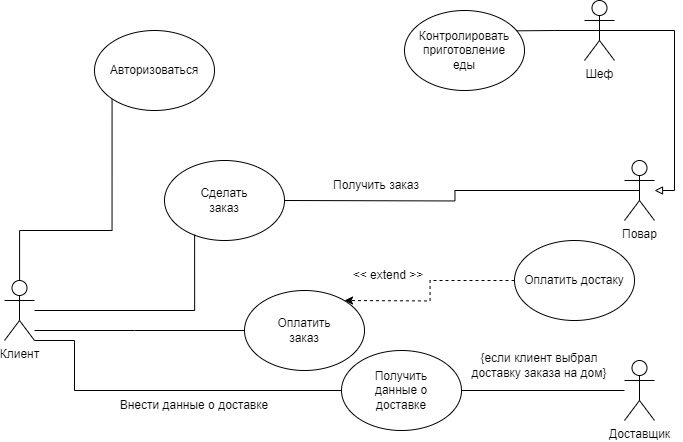 Контролировать
приготовление
еды
Шеф
Авторизоваться
Сделать
заказ
Получить заказ
Повар
<< extend >>
Оплатить достаку
Клиент
Оплатить
заказ
{если клиент выбрал
доставку заказа на дом}
Получить
данные о
доставке
Внести данные о доставке
Доставщик